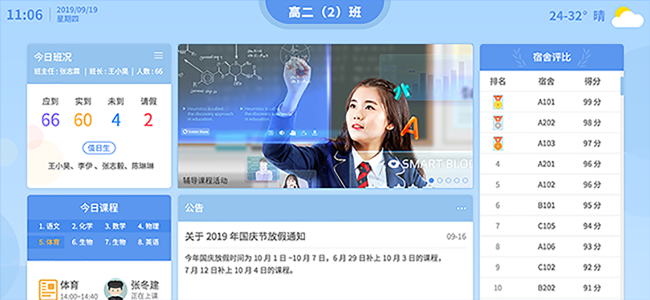 11:06
2019/09/19
星期四
高二（2）班
24-32° 晴
今日班况
班主任 : 张志霖 | 班长 : 王小昊 | 人数 : 66
应到 实到 未到 请假
66 60 4 2
值日生
王小昊、李伊、张志毅、陈琳琳
今日课程
1. 语文 2. 化学 3. 数学 4. 物理
5. 体育 6. 生物 7. 生物 8. 英语
体育
14:00~14:40
张冬建
正在上课
SMART BLO
辅导课程活动
公告
关于 2019 年国庆节放假通知 09-16
今年国庆放假时间为 10 月 1 日 ~10 月 7 日，6 月 29 日补上 10 月 3 日的课程，
7 月 12 日补上 10 月 4 日的课程。
宿舍评比
排名 宿舍 得分
1 A101 99 分
2 A202 98 分
3 A103 97 分
4 A201 96 分
5 A102 96 分
6 B101 95 分
7 C105 94 分
8 A106 93 分
9 C102 92 分
10 B202 91 分